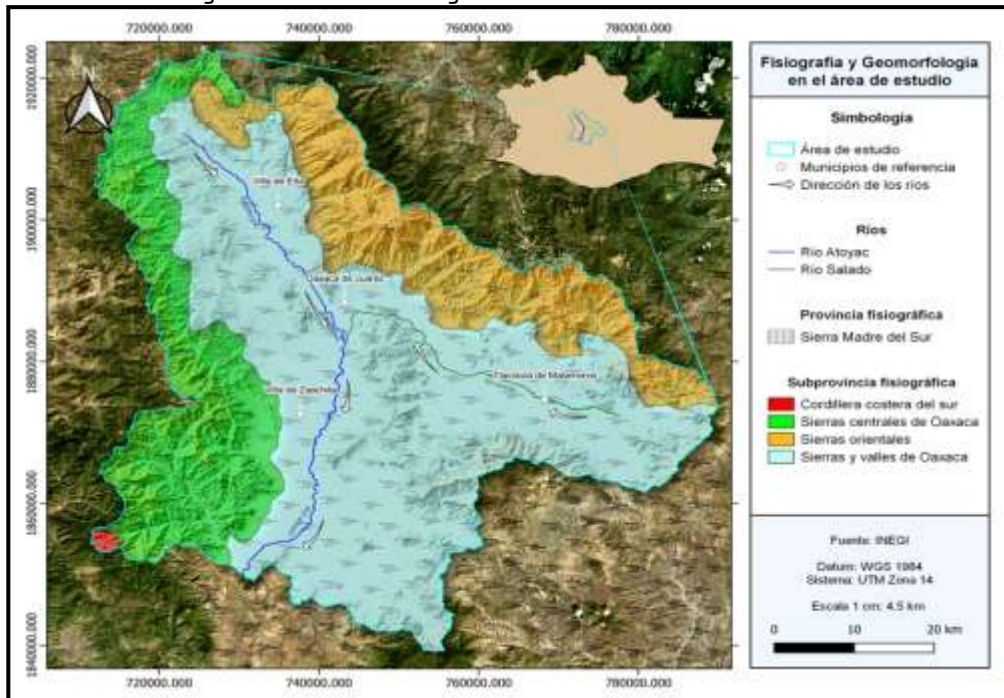 720000.000 740000.000 760000.000 780000.000
1920000.000
1900000.000
1880000.000
1860000.000
1840000.000
N
Villa de Etla
Oaxaca de Juárez
Tlacolula de Matamoros
Villa de Zaachila
720000.000 740000.000 760000.000 780000.000
Fisiografía y Geomorfología
en el área de estudio
Simbología
Área de estudio
Municipios de referencia
Dirección de los ríos
Ríos
Río Atoyac
Río Salado
Provincia fisiográfica
Sierra Madre del Sur
Subprovincia fisiográfica
Cordillera costera del sur
Sierras centrales de Oaxaca
Sierras orientales
Sierras y valles de Oaxaca
Fuente: INEGI
Datum: WGS 1984
Sistema: UTM Zona 14
Escala 1 cm: 4.5 km
0 10 20 km